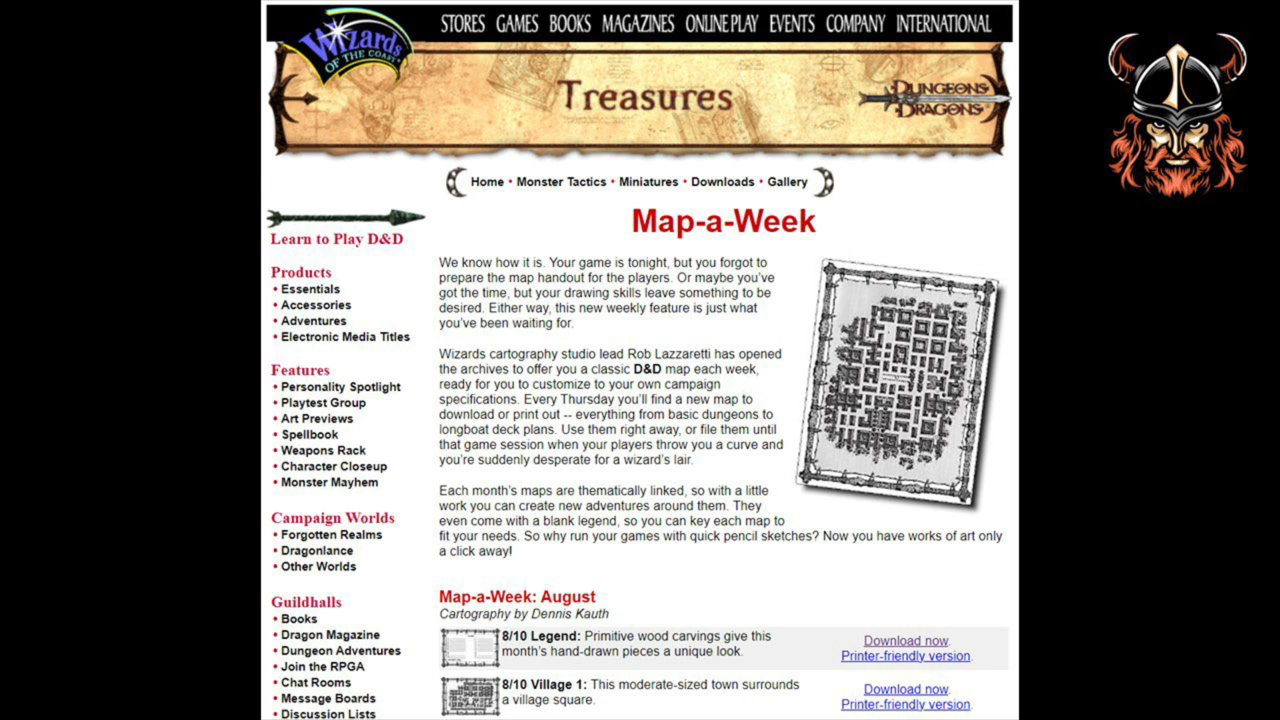 Wizards
OF THE COAST
STORES GAMES BOOKS MAGAZINES ONLINE PLAY EVENTS COMPANY INTERNATIONAL
Treasures
DUNGEONS
DRAGONS
Home • Monster Tactics • Miniatures • Downloads • Gallery
Learn to Play D&D
Products
• Essentials
• Accessories
• Adventures
• Electronic Media Titles
Features
• Personality Spotlight
• Playtest Group
• Art Previews
• Spellbook
• Weapons Rack
• Character Closeup
• Monster Mayhem
Campaign Worlds
• Forgotten Realms
• Dragonlance
• Other Worlds
Guildhalls
• Books
• Dragon Magazine
• Dungeon Adventures
• Join the RPGA
• Chat Rooms
• Message Boards
• Discussion Lists
Map-a-Week
We know how it is. Your game is tonight, but you forgot to
prepare the map handout for the players. Or maybe you've
got the time, but your drawing skills leave something to be
desired. Either way, this new weekly feature is just what
you've been waiting for.
Wizards cartography studio lead Rob Lazzaretti has opened
the archives to offer you a classic D&D map each week,
ready for you to customize to your own campaign
specifications. Every Thursday you'll find a new map to
download or print out -- everything from basic dungeons to
longboat deck plans. Use them right away, or file them until
that game session when your players throw you a curve and
you're suddenly desperate for a wizard's lair.
Each month's maps are thematically linked, so with a little
work you can create new adventures around them. They
even come with a blank legend, so you can key each map to
fit your needs. So why run your games with quick pencil sketches? Now you have works of art only
a click away!
Map-a-Week: August
Cartography by Dennis Kauth
8/10 Legend: Primitive wood carvings give this
month's hand-drawn pieces a unique look.
Download now.
Printer-friendly version.
8/10 Village 1: This moderate-sized town surrounds
a village square.
Download now.
Printer-friendly version.